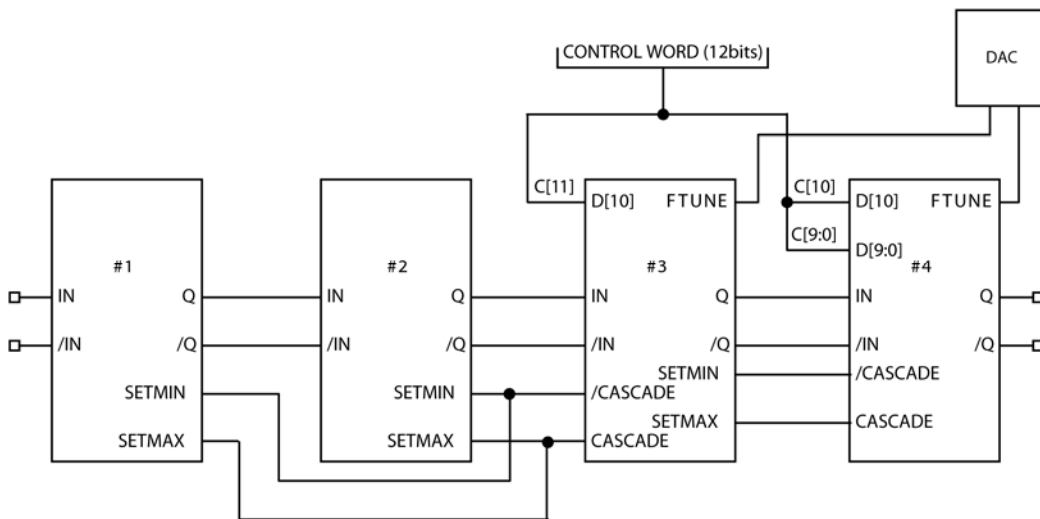 CONTROL WORD (12bits)
DAC
C[11]
D[10]
FTUNE
C[10]
D[10]
FTUNE
C[9:0]
D[9:0]
#1
#2
#3
#4
IN
Q
IN
Q
IN
Q
IN
Q
/IN
/Q
/IN
/Q
/IN
/Q
/IN
/Q
SETMIN
/CASCADE
SETMIN
SETMIN
/CASCADE
SETMAX
CASCADE
SETMAX
SETMAX
CASCADE